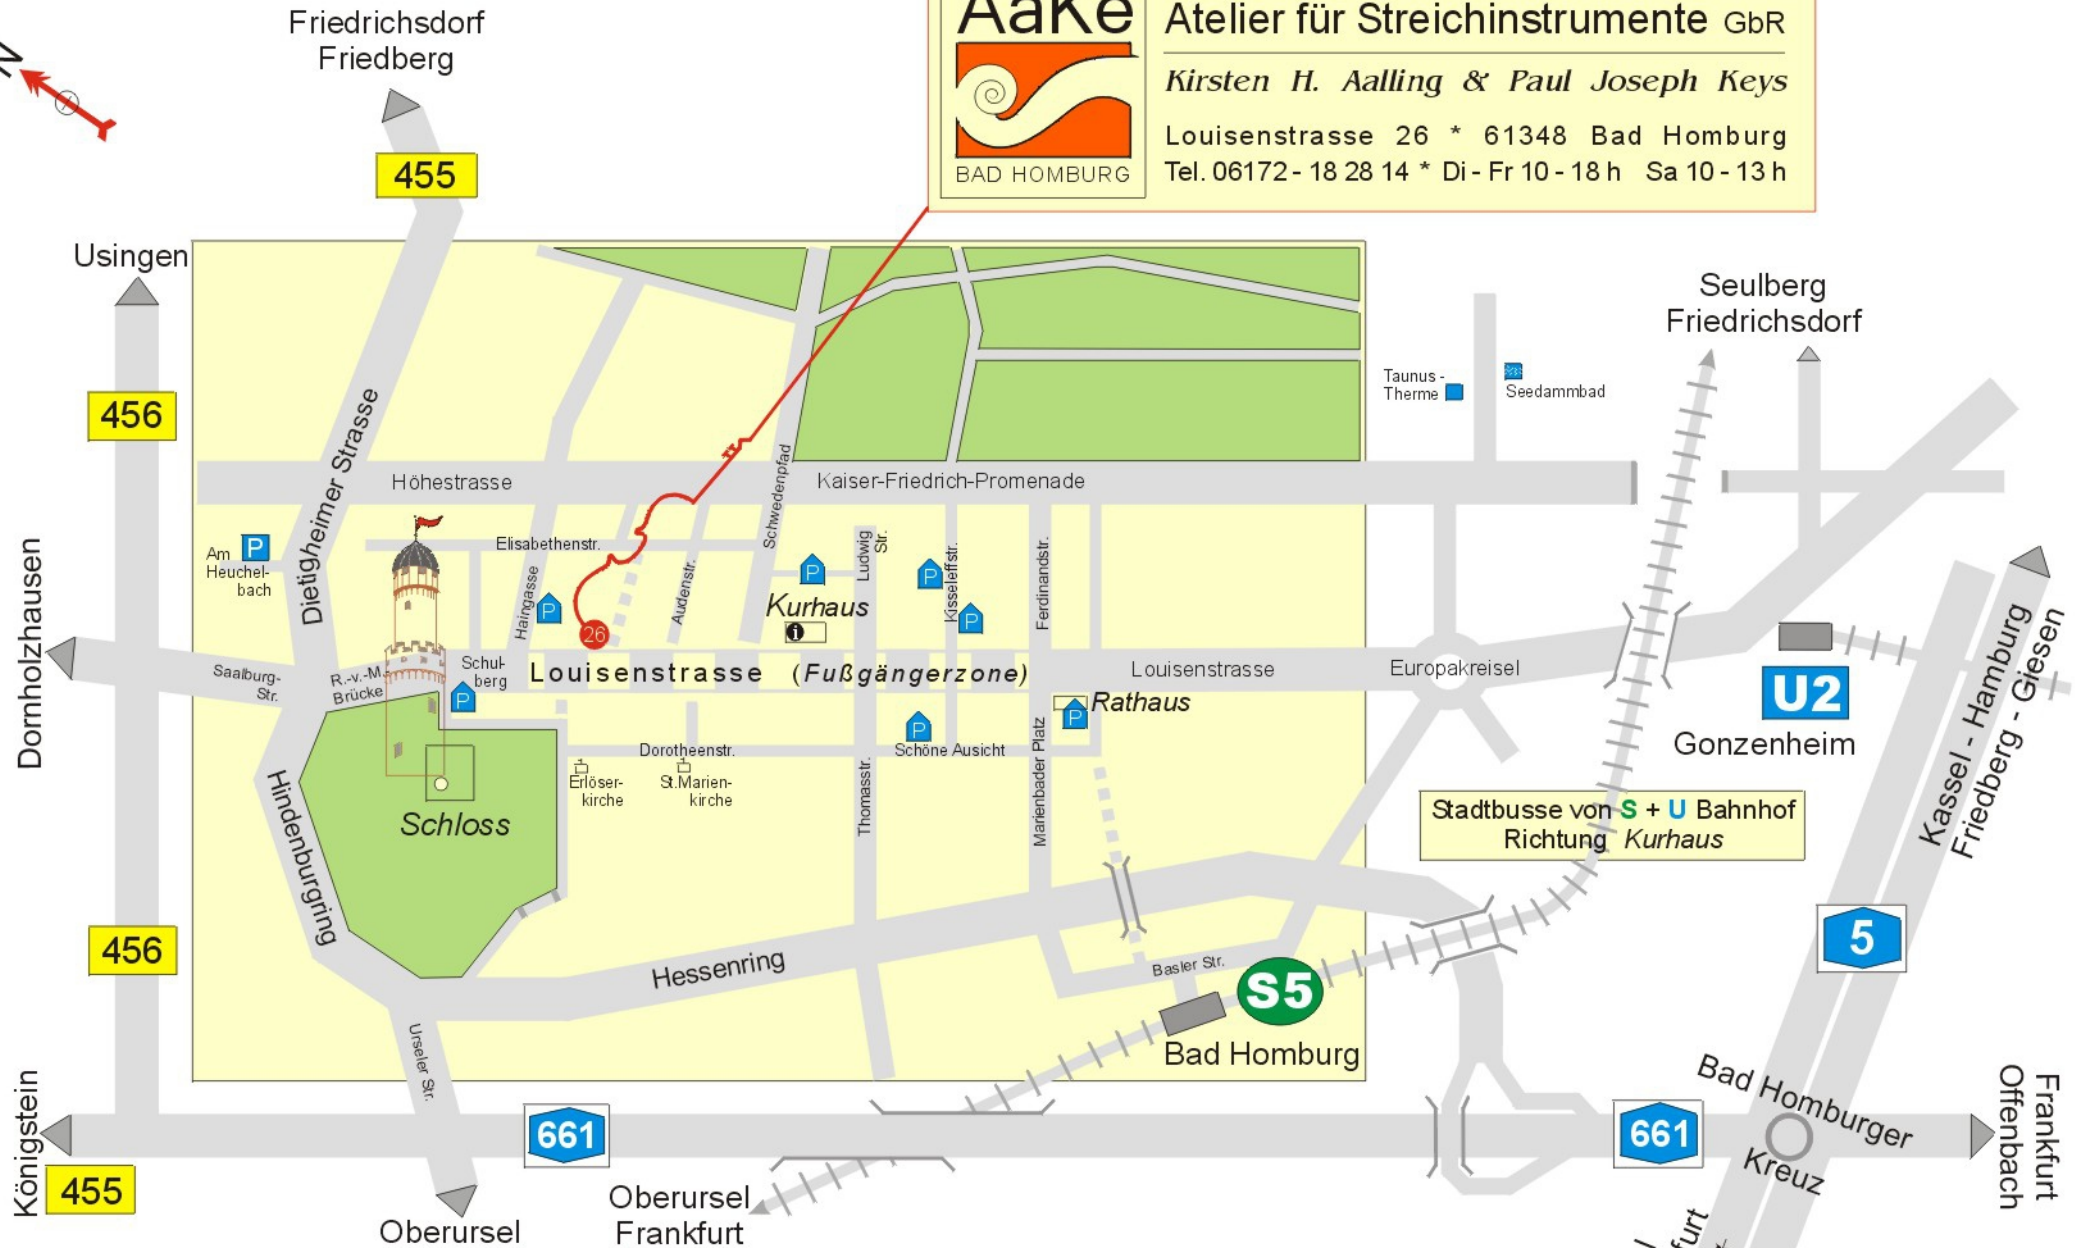 N
Friedrichsdorf
Friedberg
455
AaKe
BAD HOMBURG
Atelier für Streichinstrumente GbR
Kirsten H. Aalling & Paul Joseph Keys
Louisenstrasse 26 * 61348 Bad Homburg
Tel. 06172 - 18 28 14 * Di - Fr 10 - 18 h Sa 10 - 13 h
Usingen
456
Seulberg
Friedrichsdorf
Taunus -
Therme
Seedammbad
Dietigheimer Strasse
Höhestrasse
Schwedenpfad
Kaiser-Friedrich-Promenade
Am
Heuchel-
bach
P
Elisabethenstr.
Haingasse
P
26
Audenstr.
P
Kurhaus
i
Ludwig
Str.
P
Kisseleffstr.
P
Ferdinandstr.
Dornholzhausen
Saalburg-
Str.
R.-v.-M.
Brücke
Schul-
berg
P
Louisenstrasse (Fußgängerzone)
Louisenstrasse
Europakreisel
Rathaus
P
P
Schöne Ausicht
Dorotheenstr.
Erlöser-
kirche
St.Marien-
kirche
Thomasstr.
Marienbader Platz
U2
Gonzenheim
Kassel - Hamburg
Friedberg - Giesen
Schloss
Hindenburgring
Stadtbusse von S + U Bahnhof
Richtung Kurhaus
5
456
Hessenring
Basler Str.
S5
Bad Homburg
Urseler Str.
Königstein
455
661
661
Bad Homburger
Kreuz
Frankfurt
Offenbach
Oberursel
Oberursel
Frankfurt
furt